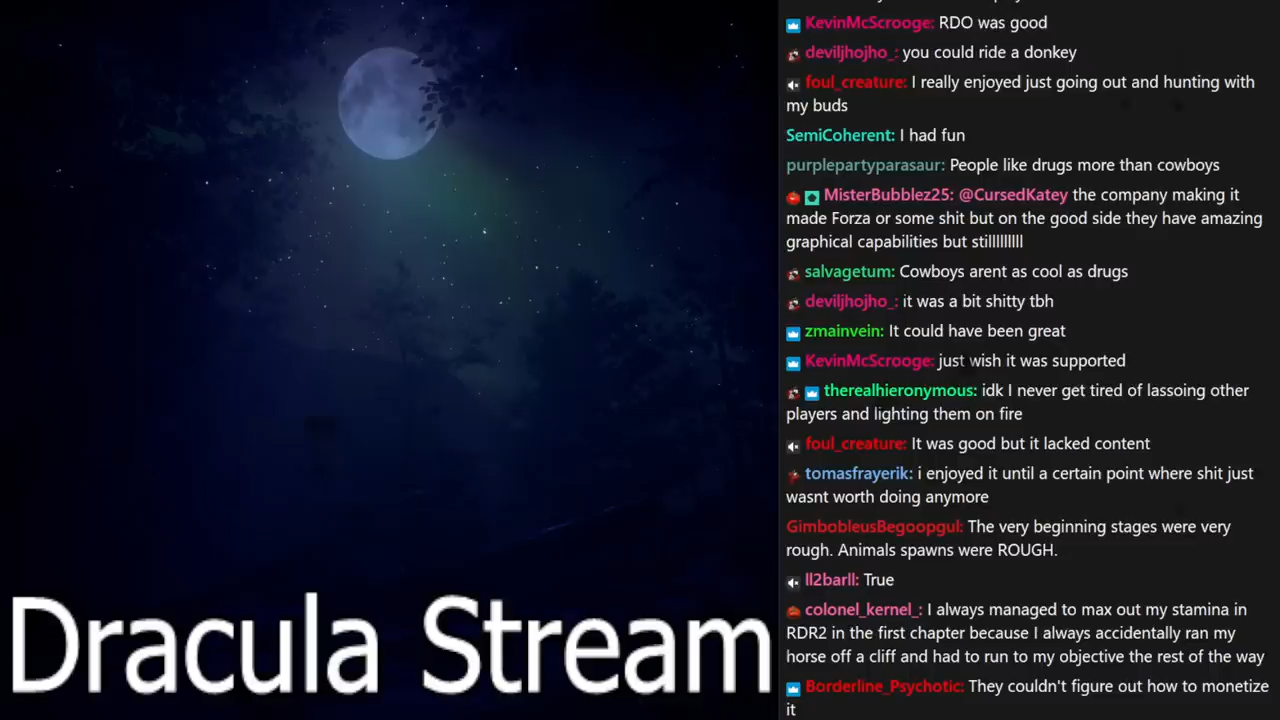 KevinMcScrooge: RDO was good
deviljhojho_: you could ride a donkey
foul_creature: I really enjoyed just going out and hunting with
my buds
SemiCoherent: I had fun
purplepartyparasaur: People like drugs more than cowboys
MisterBubblez25: @CursedKatey the company making it
made Forza or some shit but on the good side they have amazing
graphical capabilities but stillllllllll
salvagetum: Cowboys arent as cool as drugs
deviljhojho_: it was a bit shitty tbh
zmainvein: It could have been great
KevinMcScrooge: just wish it was supported
therealhieronymous: idk I never get tired of lassoing other
players and lighting them on fire
foul_creature: It was good but it lacked content
tomasfrayerik: i enjoyed it until a certain point where shit just
wasnt worth doing anymore
GimbobleusBegoopgul: The very beginning stages were very
rough. Animals spawns were ROUGH.
ll2barll: True
colonel_kernel_: I always managed to max out my stamina in
RDR2 in the first chapter because I always accidentally ran my
horse off a cliff and had to run to my objective the rest of the way
Borderline_Psychotic: They couldn't figure out how to monetize
it
Dracula Stream